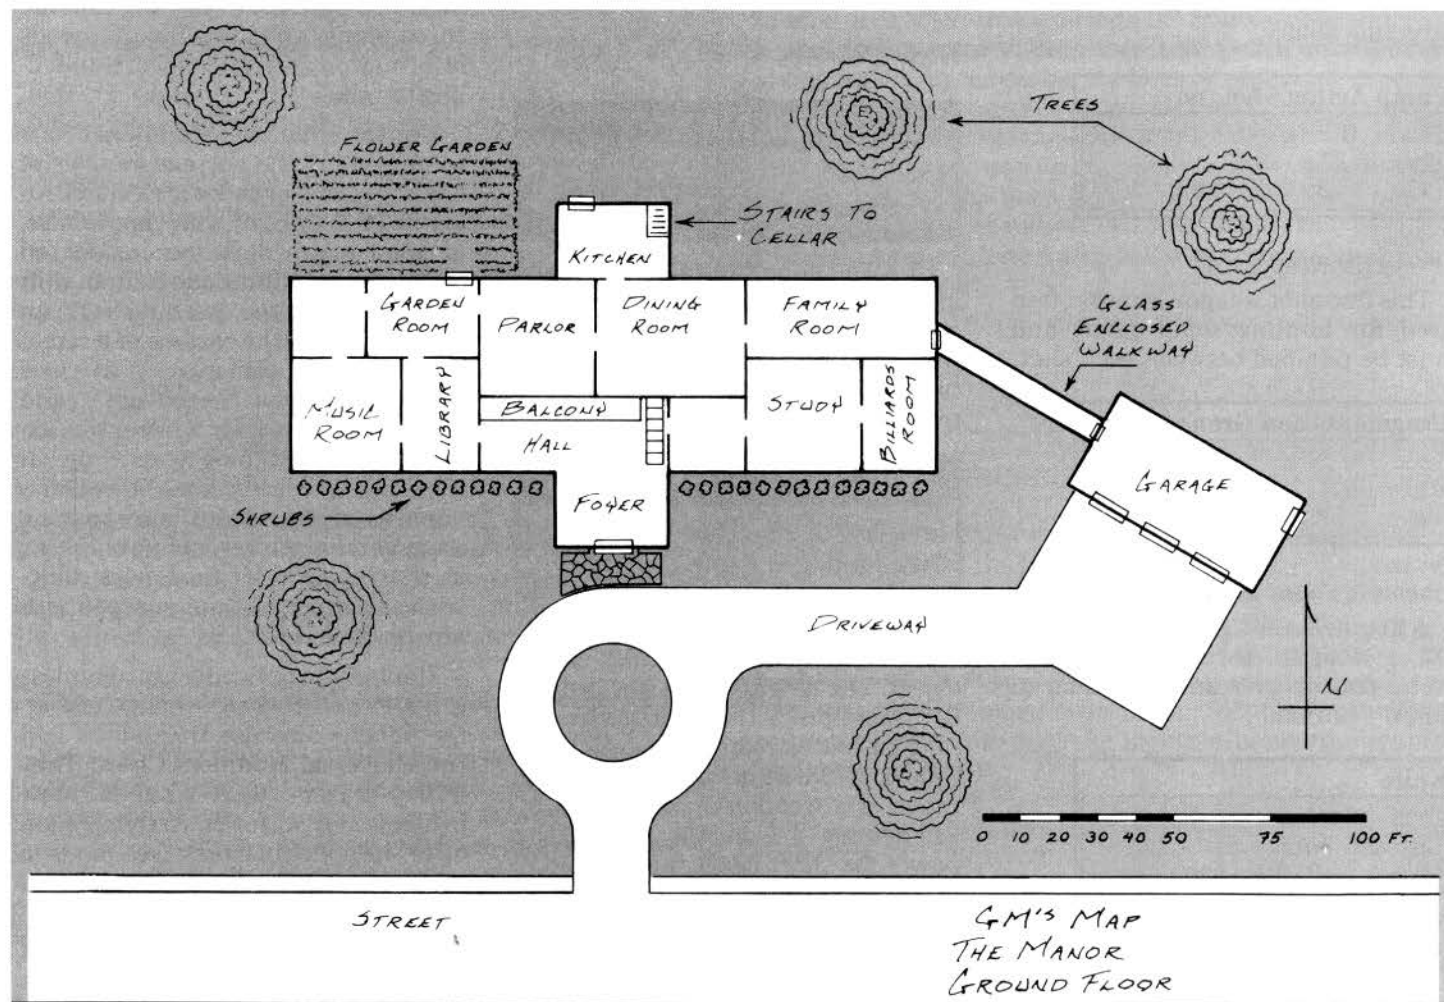 TREES
FLOWER GARDEN
STAIRS TO
CELLAR
KITCHEN
GARDEN
ROOM
PARLOR
DINING
ROOM
FAMILY
ROOM
GLASS
ENCLOSED
WALKWAY
MUSIC
ROOM
LIBRARY
BALCONY
HALL
STUDY
BILLIARDS
ROOM
GARAGE
SHRUBS
FOYER
DRIVEWAY
N
0 10 20 30 40 50 75 100 FT.
STREET
GM'S MAP
THE MANOR
GROUND FLOOR